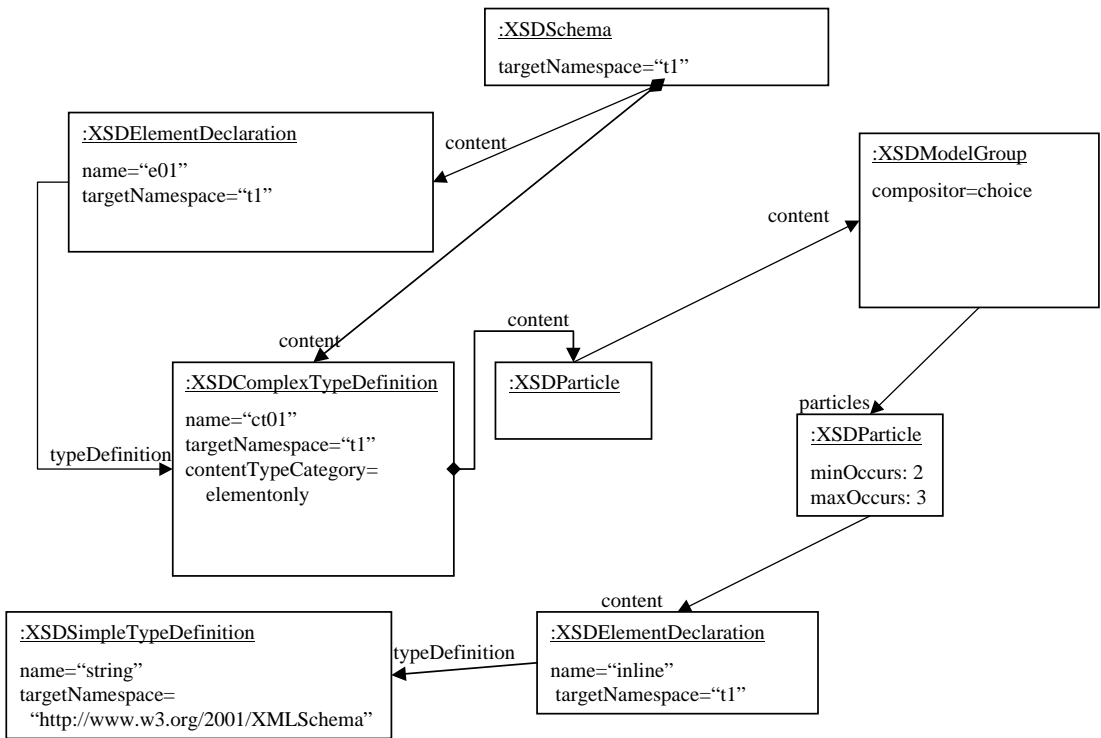 :XSDSchema
targetNamespace=“t1”
:XSDElementDeclaration
name=“e01”
targetNamespace=“t1”
content
:XSDModelGroup
compositor=choice
content
content
content
:XSDComplexTypeDefinition
name=“ct01”
targetNamespace=“t1”
contentTypeCategory=
elementonly
typeDefinition
:XSDParticle
particles
:XSDParticle
minOccurs: 2
maxOccurs: 3
content
:XSDElementDeclaration
name=“inline”
targetNamespace=“t1”
typeDefinition
:XSDSimpleTypeDefinition
name=“string”
targetNamespace=
“http://www.w3.org/2001/XMLSchema”